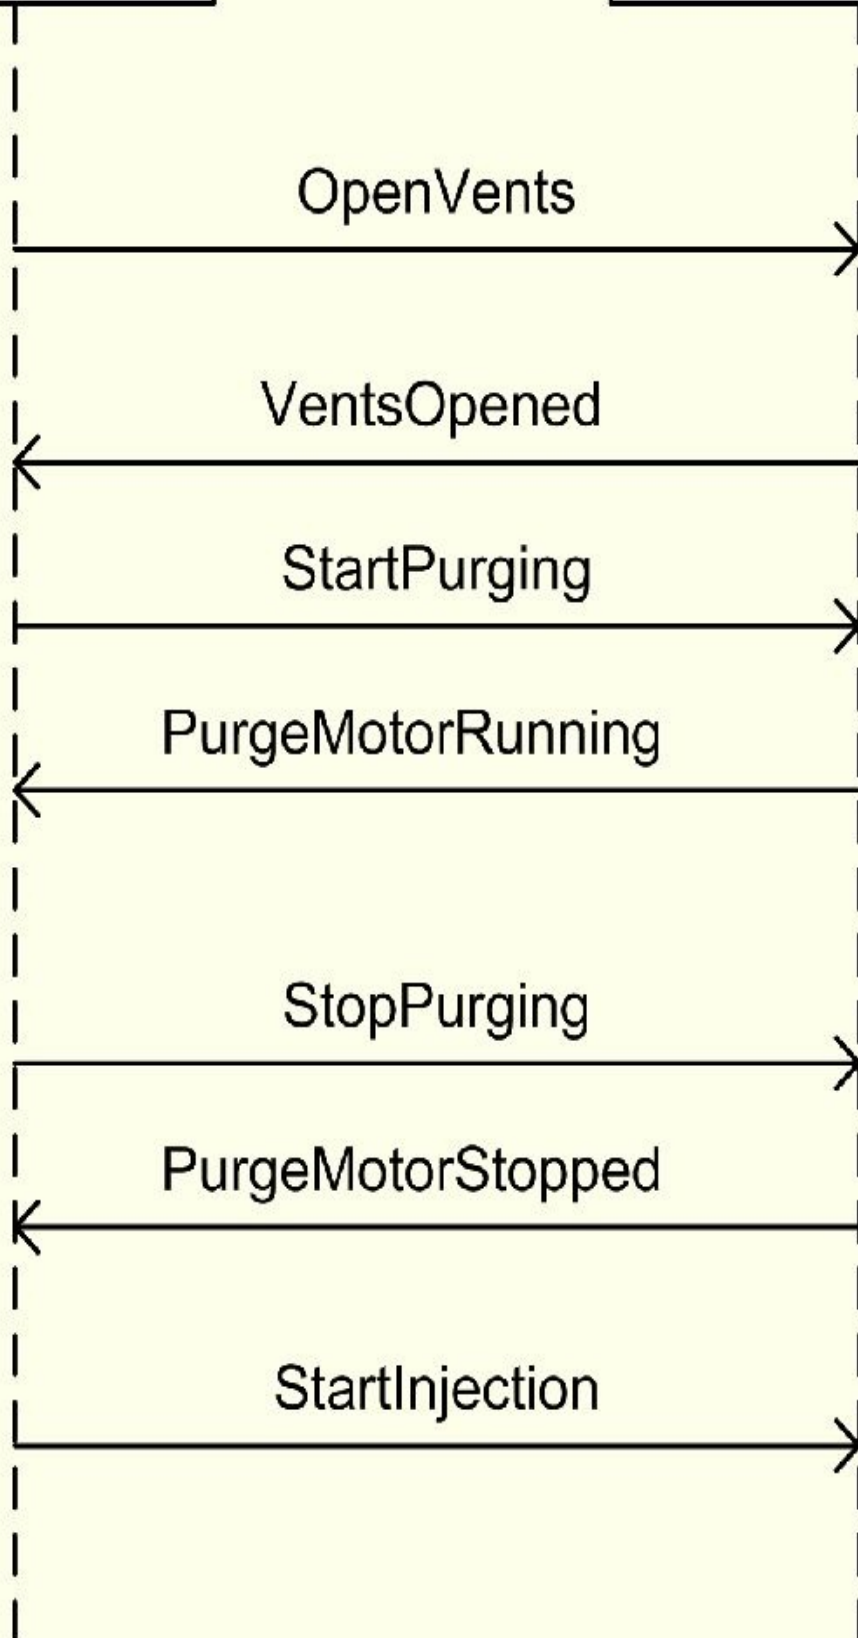 OpenVents
VentsOpened
StartPurging
PurgeMotorRunning
StopPurging
PurgeMotorStopped
StartInjection